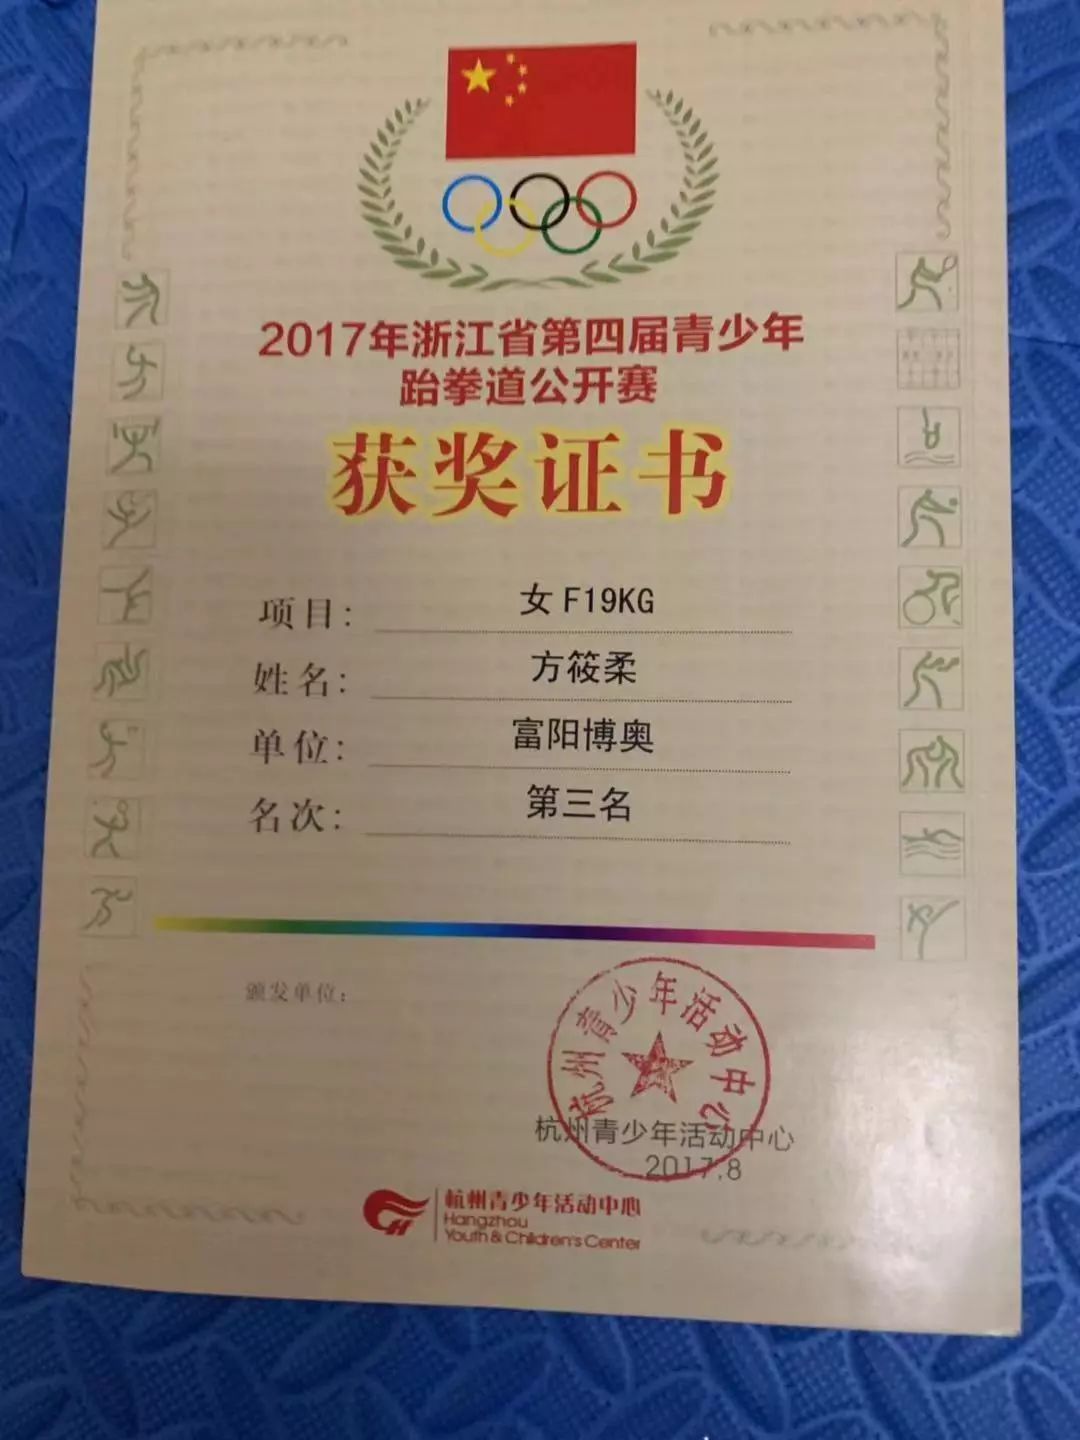 2017年浙江省第四届青少年
跆拳道公开赛
获奖证书
项目: 女 F19KG
姓名: 方筱柔
单位: 富阳博奥
名次: 第三名
颁发单位:
杭州青少年活动中心
杭州青少年活动中心
2017.8
杭州青少年活动中心
Hangzhou
Youth & Children's Center